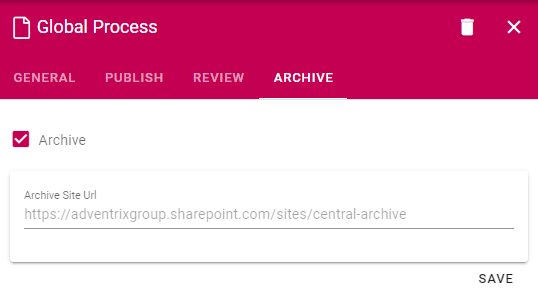 Global Process
GENERAL PUBLISH REVIEW ARCHIVE
Archive
Archive Site Url
https://adventrixgroup.sharepoint.com/sites/central-archive
SAVE